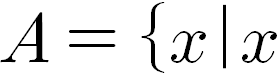 A = {x | x